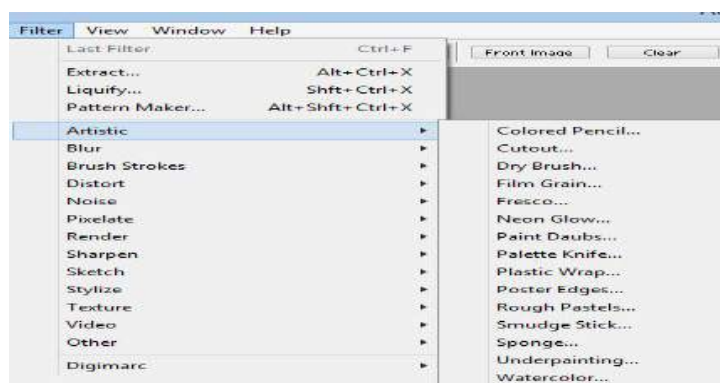 Filter View Window Help
Last Filter Ctrl+F
Front Image Clear
Extract... Alt+Ctrl+X
Liquify... Shft+Ctrl+X
Pattern Maker... Alt+Shft+Ctrl+X
Artistic
Blur
Brush Strokes
Distort
Noise
Pixelate
Render
Sharpen
Sketch
Stylize
Texture
Video
Other
Digimarc
Colored Pencil...
Cutout...
Dry Brush...
Film Grain...
Fresco...
Neon Glow...
Paint Daubs...
Palette Knife...
Plastic Wrap...
Poster Edges...
Rough Pastels...
Smudge Stick...
Sponge...
Underpainting...
Watercolor...